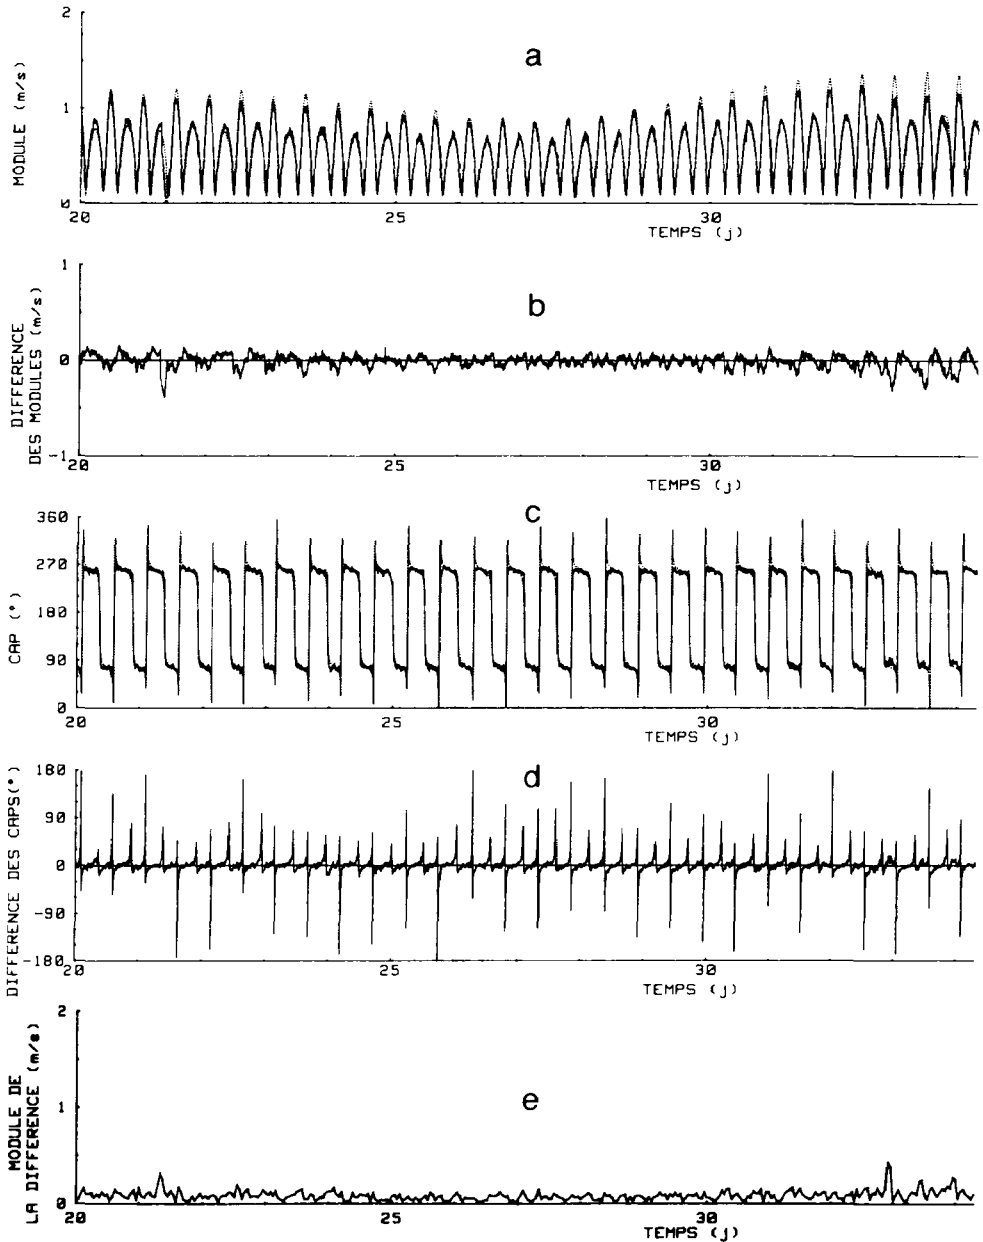 a
MODULE (m/s)
2
1
0
20
25
30
TEMPS (j)
b
DIFFERENCE
DES MODULES (m/s)
1
0
-1
20
25
30
TEMPS (j)
c
CAP (°)
360
270
180
90
0
20
25
30
TEMPS (j)
d
DIFFERENCE DES CAPS(°)
180
90
0
-90
-180
20
25
30
TEMPS (j)
e
MODULE DE
LA DIFFERENCE (m/s)
2
1
0
20
25
30
TEMPS (j)